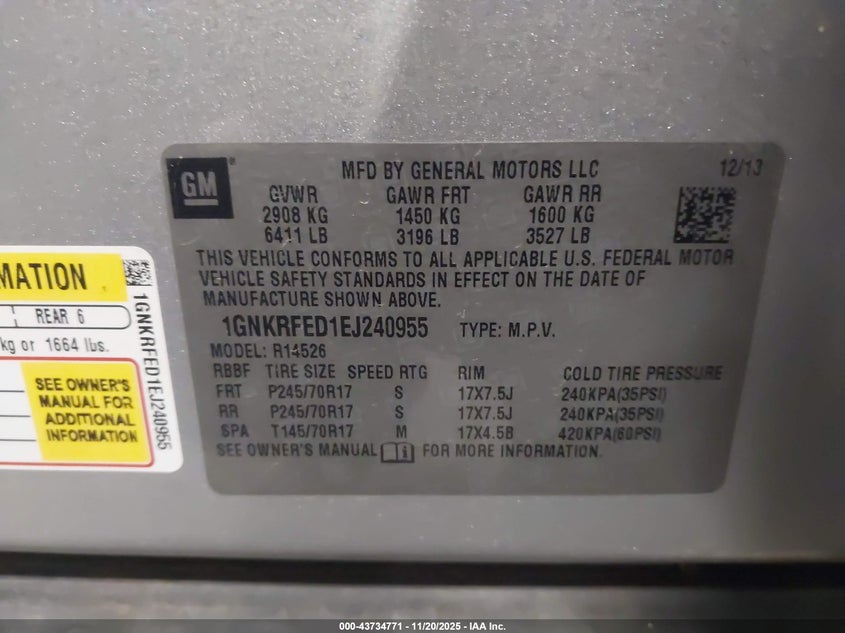 GM
MFD BY GENERAL MOTORS LLC
12/13
GVWR GAWR FRT GAWR RR
2908 KG 1450 KG 1600 KG
6411 LB 3196 LB 3527 LB
THIS VEHICLE CONFORMS TO ALL APPLICABLE U.S. FEDERAL MOTOR
VEHICLE SAFETY STANDARDS IN EFFECT ON THE DATE OF
MANUFACTURE SHOWN ABOVE.
1GNKRFED1EJ240955 TYPE: M.P.V.
MODEL: R14526
RBBF TIRE SIZE SPEED RTG RIM COLD TIRE PRESSURE
FRT P245/70R17 S 17X7.5J 240KPA(35PSI)
RR P245/70R17 S 17X7.5J 240KPA(35PSI)
SPA T145/70R17 M 17X4.5B 420KPA(60PSI)
SEE OWNER'S MANUAL FOR MORE INFORMATION.
MATION
REAR 6
kg or 1664 lbs.
SEE OWNER'S
MANUAL FOR
ADDITIONAL
INFORMATION
1GNKRFED1EJ240955
000-43734771 - 11/20/2025 - IAA Inc.